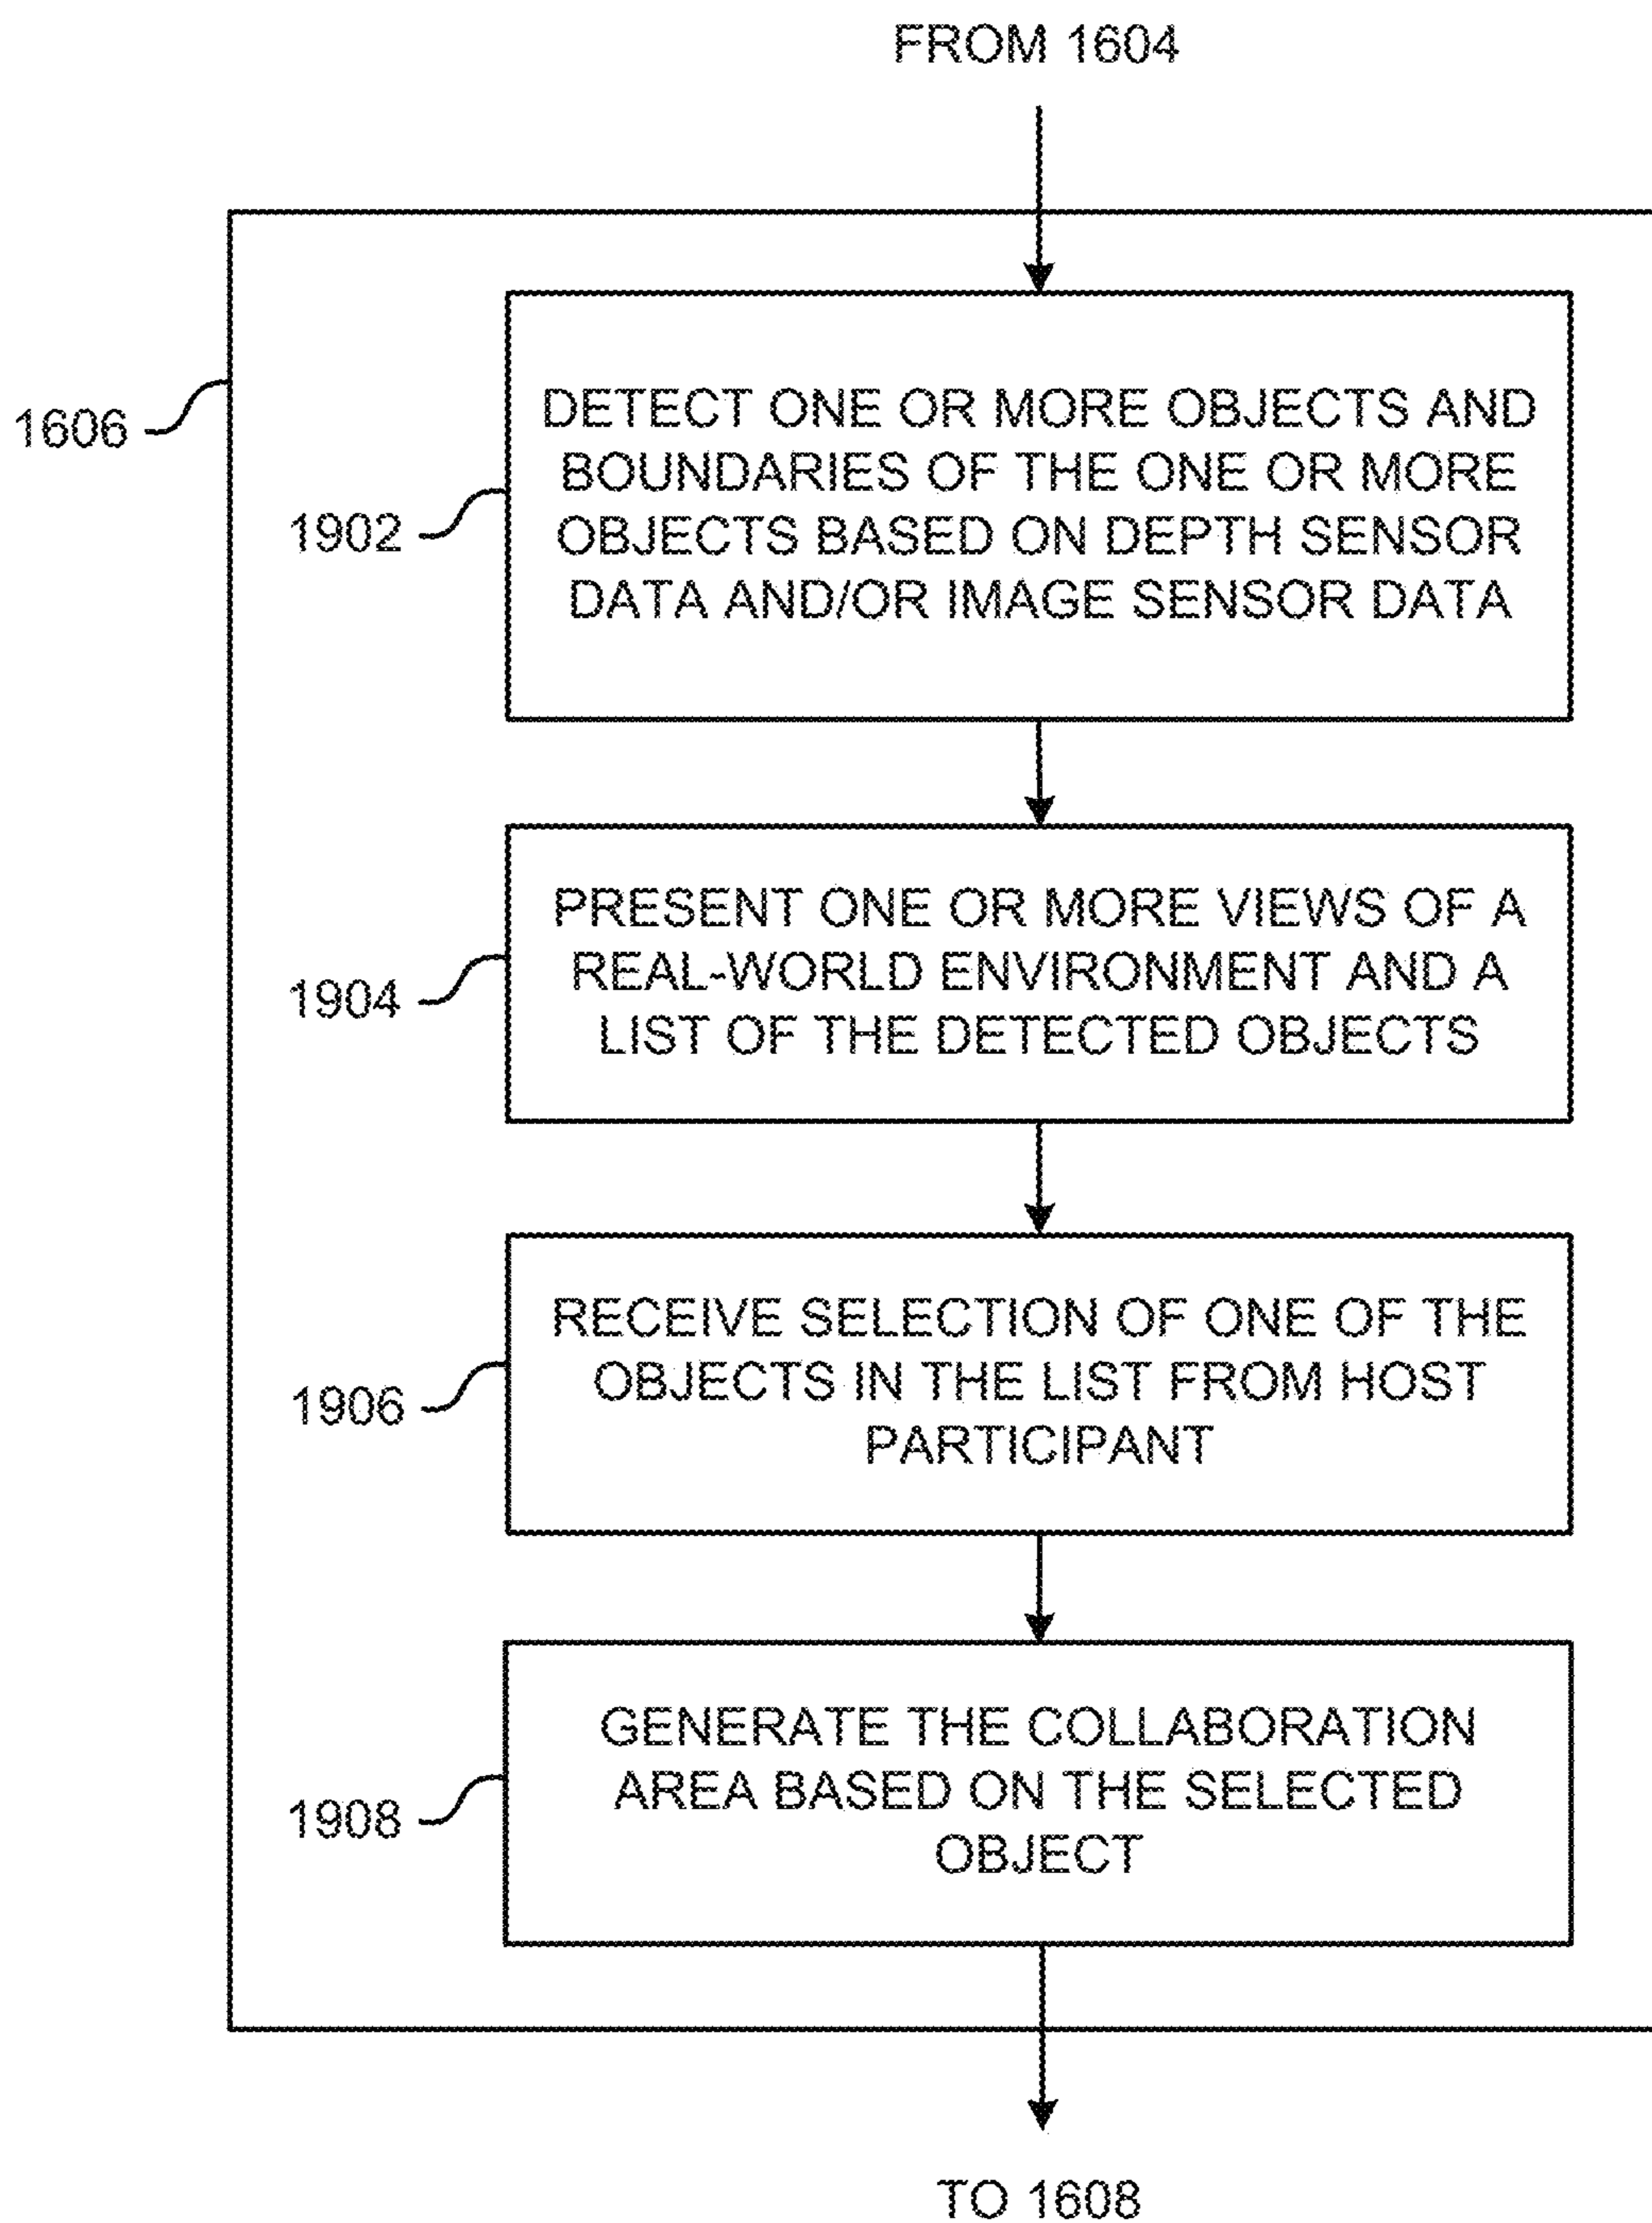 FROM 1604
1606
1902
DETECT ONE OR MORE OBJECTS AND
BOUNDARIES OF THE ONE OR MORE
OBJECTS BASED ON DEPTH SENSOR
DATA AND/OR IMAGE SENSOR DATA
1904
PRESENT ONE OR MORE VIEWS OF A
REAL-WORLD ENVIRONMENT AND A
LIST OF THE DETECTED OBJECTS
1906
RECEIVE SELECTION OF ONE OF THE
OBJECTS IN THE LIST FROM HOST
PARTICIPANT
1908
GENERATE THE COLLABORATION
AREA BASED ON THE SELECTED
OBJECT
TO 1608